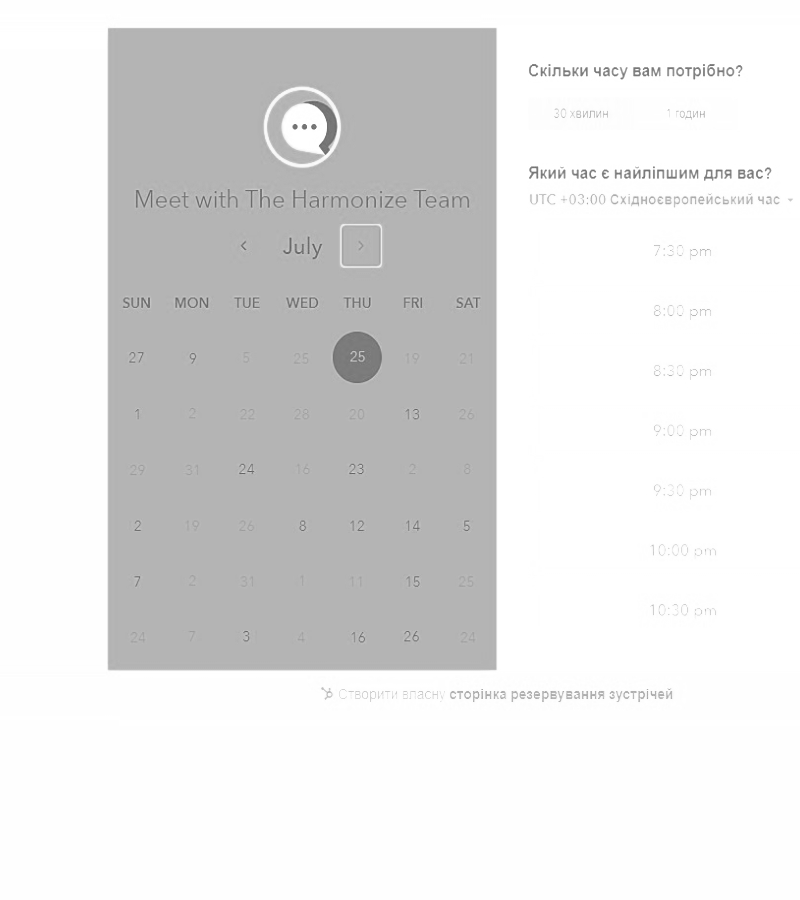 Meet with The Harmonize Team
July
SUN MON TUE WED THU FRI SAT
27 9 5 25 25 19 21
1 2 22 28 20 13 26
29 31 24 16 23 2 8
2 19 26 8 12 14 5
7 2 31 1 11 15 25
24 7 3 4 16 26 24
Скільки часу вам потрібно?
30 хвилин 1 годин
Який час є найліпшим для вас?
UTC +03:00 Східноєвропейський час
7:30 pm
8:00 pm
8:30 pm
9:00 pm
9:30 pm
10:00 pm
10:30 pm
Створити власну сторінка резервування зустрічей